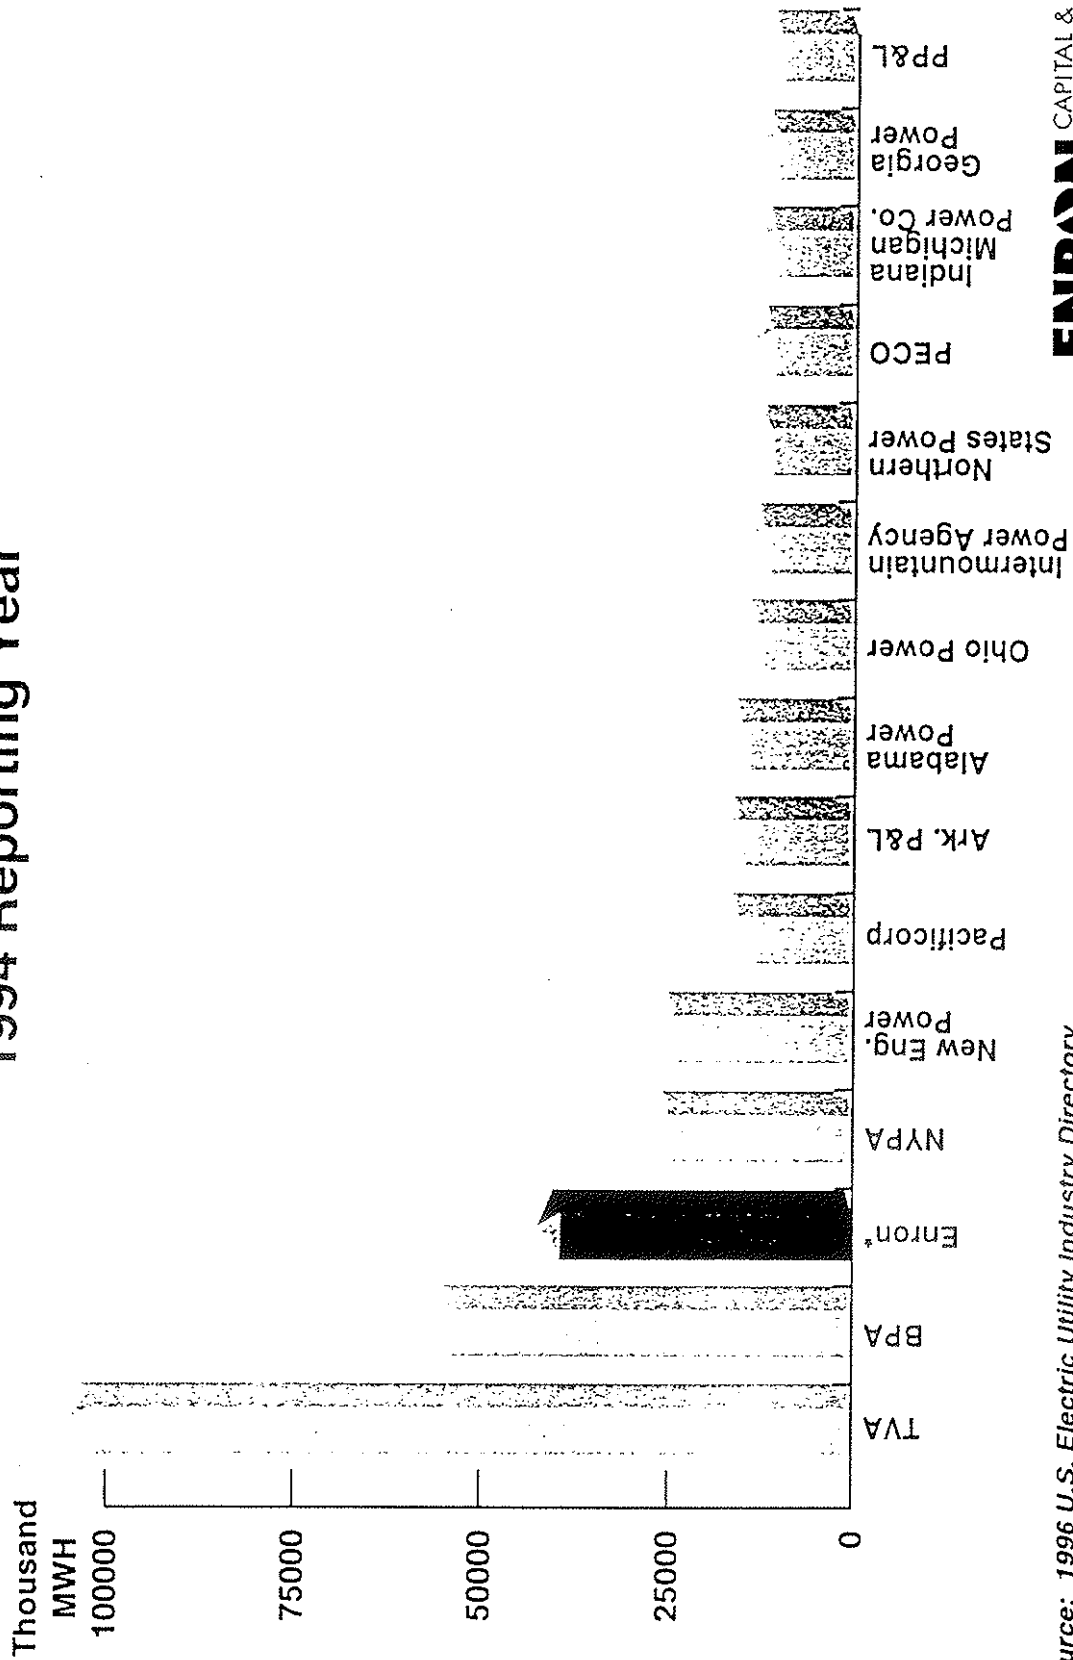 1994 Reporting Year
Thousand
MWH
100000
75000
50000
25000
0
TVA
BPA
Enron*
NYPA
New Eng.
Power
Pacificorp
Ark. P&L
Alabama
Power
Ohio Power
Intermountain
Power Agency
Northern
States Power
PECO
Indiana
Michigan
Power Co.
Georgia
Power
PP&L
urce: 1996 U.S. Electric Utility Industry Directory
ENRON CAPITAL &